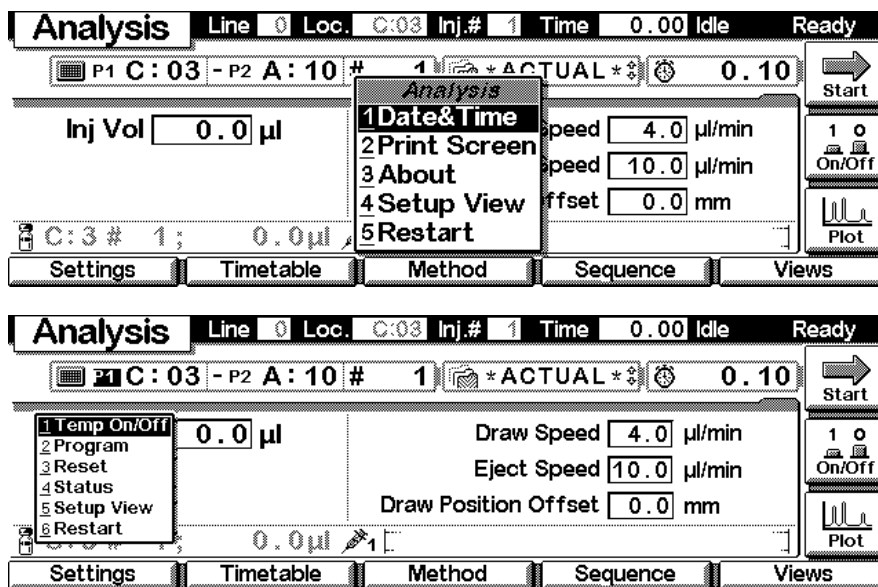 Analysis Line 0 Loc. C:03 Inj.# 1 Time 0.00 Idle Ready
P1 C:03 - P2 A:10 # 1 *ACTUAL* 0.10
Start
Analysis
1 Date&Time
2 Print Screen
3 About
4 Setup View
5 Restart
Inj Vol 0.0 µl
Speed 4.0 µl/min
Speed 10.0 µl/min
ffset 0.0 mm
1 0
On/Off
Plot
C:3 # 1; 0.0µl
Settings Timetable Method Sequence Views
Analysis Line 0 Loc. C:03 Inj.# 1 Time 0.00 Idle Ready
P1 C:03 - P2 A:10 # 1 *ACTUAL* 0.10
Start
1 Temp On/Off
2 Program
3 Reset
4 Status
5 Setup View
6 Restart
0.0 µl
Draw Speed 4.0 µl/min
Eject Speed 10.0 µl/min
Draw Position Offset 0.0 mm
1 0
On/Off
Plot
0.0µl 1
Settings Timetable Method Sequence Views